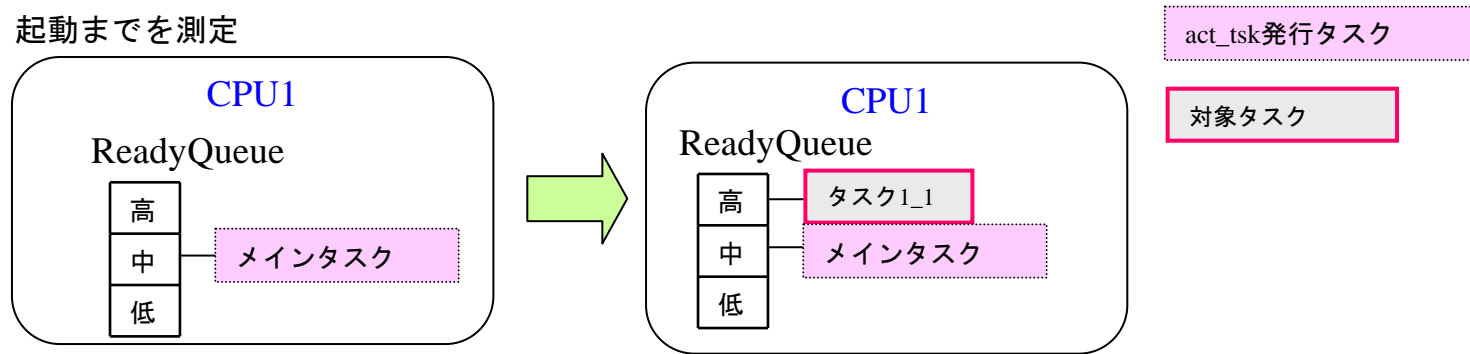 起動までを測定
CPU1
ReadyQueue
高
中
低
メインタスク
CPU1
ReadyQueue
高
中
低
タスク1_1
メインタスク
act_tsk発行タスク
対象タスク